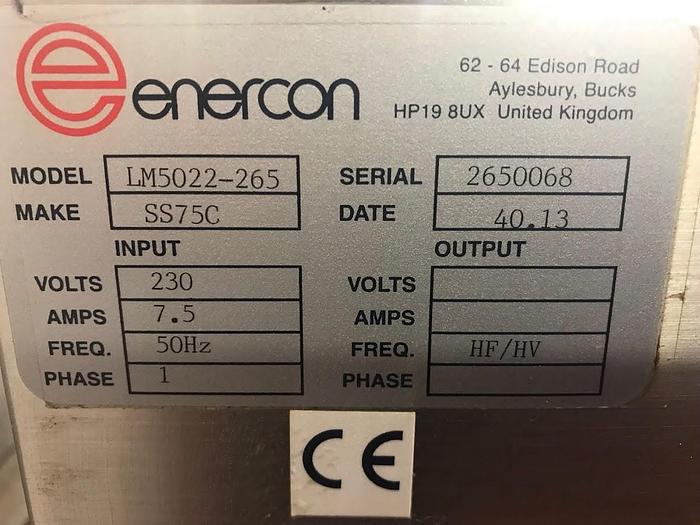 e enercon
62 - 64 Edison Road
Aylesbury, Bucks
HP19 8UX United Kingdom
MODEL LM5022-265 SERIAL 2650068
MAKE SS75C DATE 40.13
INPUT OUTPUT
VOLTS 230 VOLTS
AMPS 7.5 AMPS
FREQ. 50Hz FREQ. HF/HV
PHASE 1 PHASE
CE